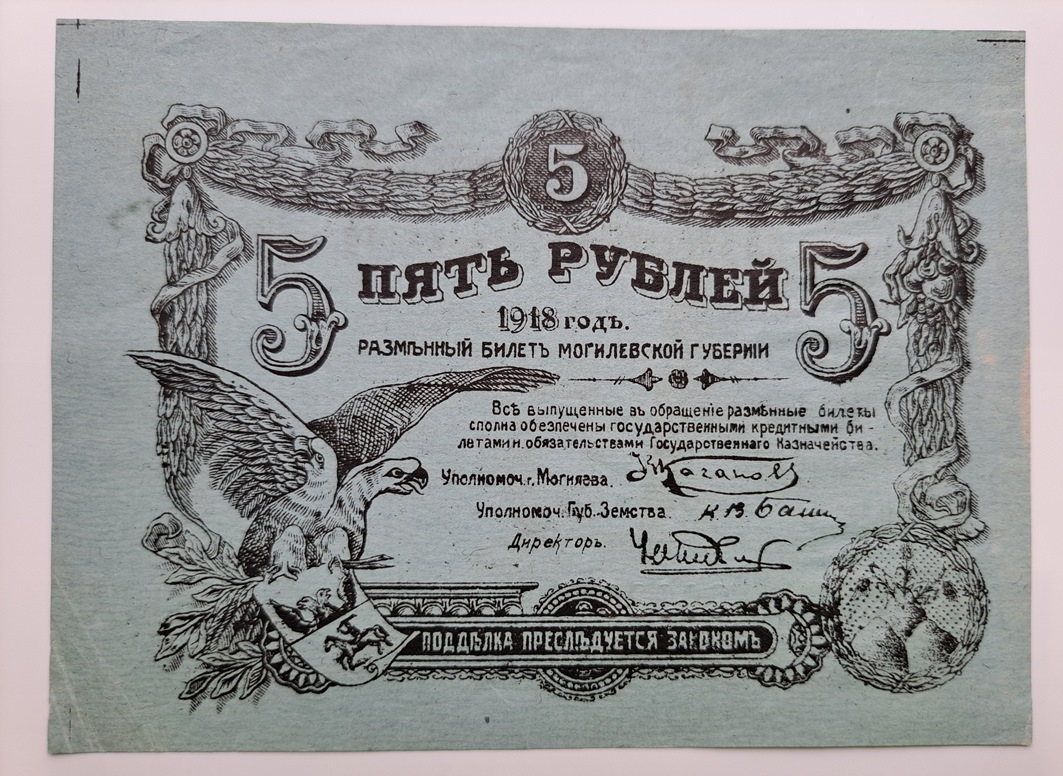 5
5 ПЯТЬ РУБЛЕЙ 5
1918 годъ.
РАЗМѢННЫЙ БИЛЕТЪ МОГИЛЕВСКОЙ ГУБЕРНІИ
Всѣ выпущенные въ обращеніе размѣнные билеты
сполна обезпечены государственными кредитными би-
летами и обязательствами Государственнаго Казначейства.
Уполномоч. г. Могилева.
Уполномоч. Губ. Земства.
Директоръ.
ПОДДѢЛКА ПРЕСЛѢДУЕТСЯ ЗАКОНОМЪ